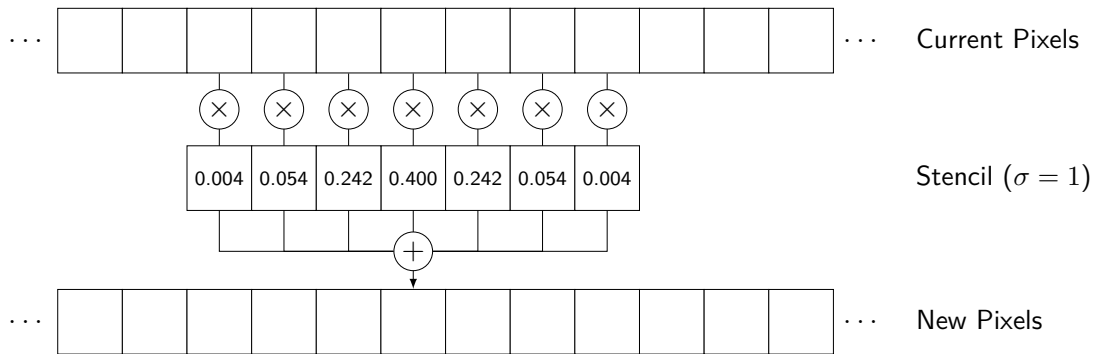 ··· ··· Current Pixels
× × × × × × ×
0.004 0.054 0.242 0.400 0.242 0.054 0.004 Stencil (σ = 1)
+
··· ··· New Pixels